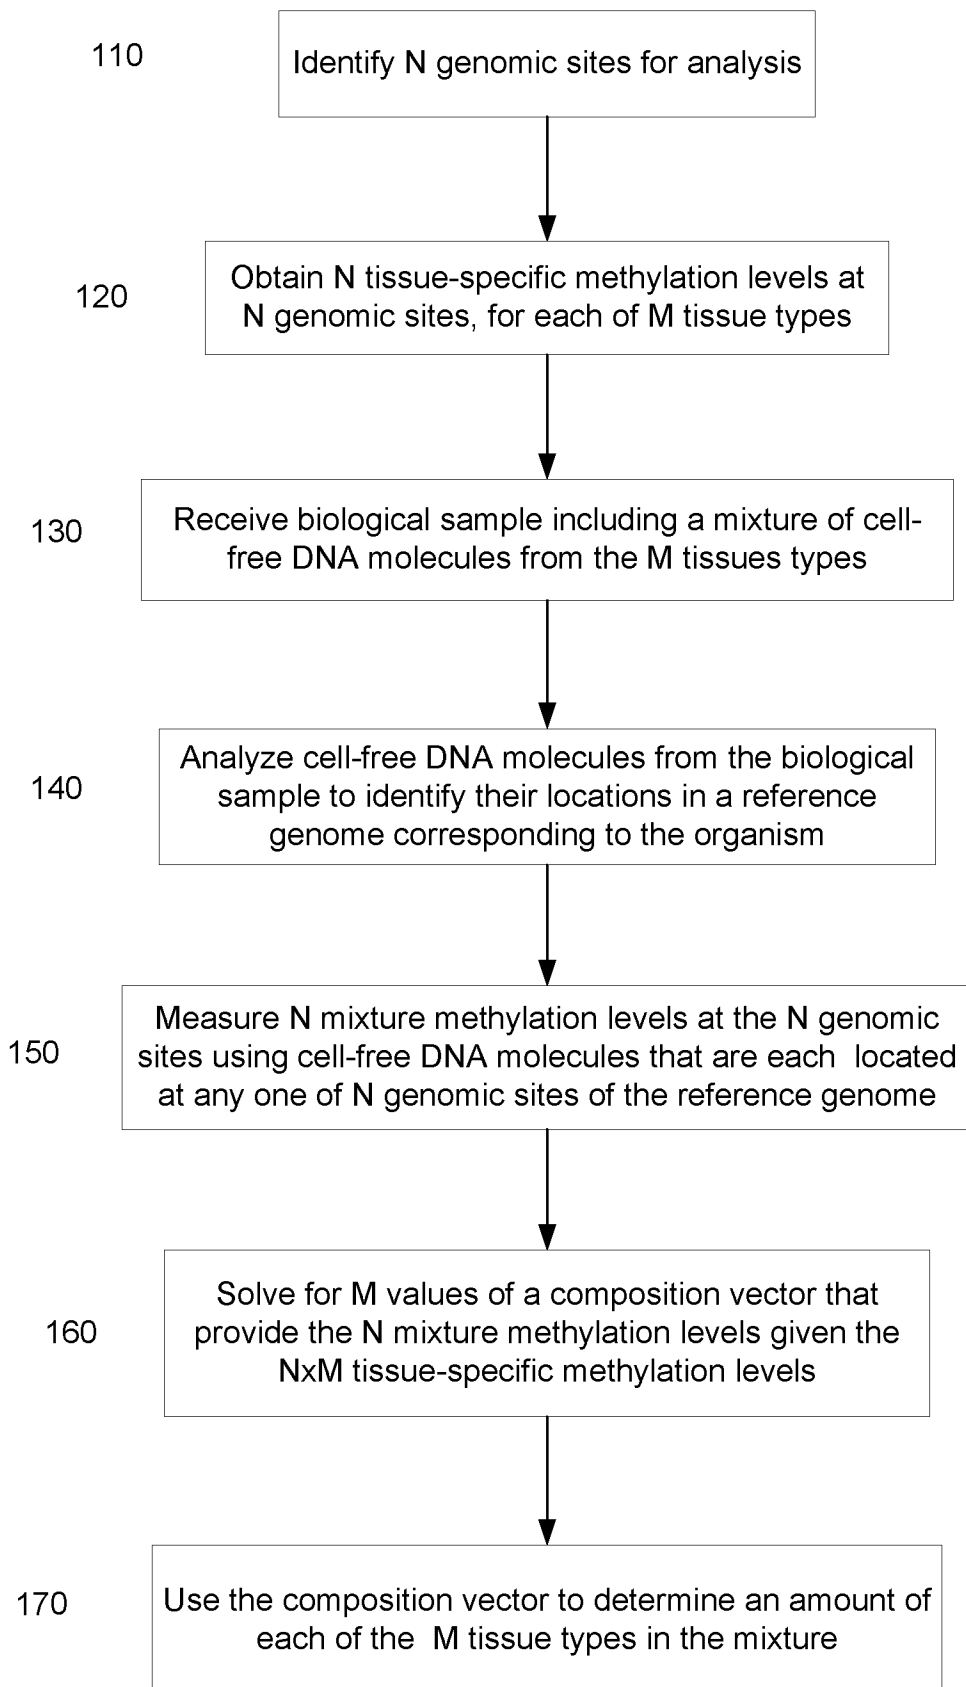 110
Identify N genomic sites for analysis
120
Obtain N tissue-specific methylation levels at
N genomic sites, for each of M tissue types
130
Receive biological sample including a mixture of cell-
free DNA molecules from the M tissues types
140
Analyze cell-free DNA molecules from the biological
sample to identify their locations in a reference
genome corresponding to the organism
150
Measure N mixture methylation levels at the N genomic
sites using cell-free DNA molecules that are each  located
at any one of N genomic sites of the reference genome
160
Solve for M values of a composition vector that
provide the N mixture methylation levels given the
NxM tissue-specific methylation levels
170
Use the composition vector to determine an amount of
each of the  M tissue types in the mixture